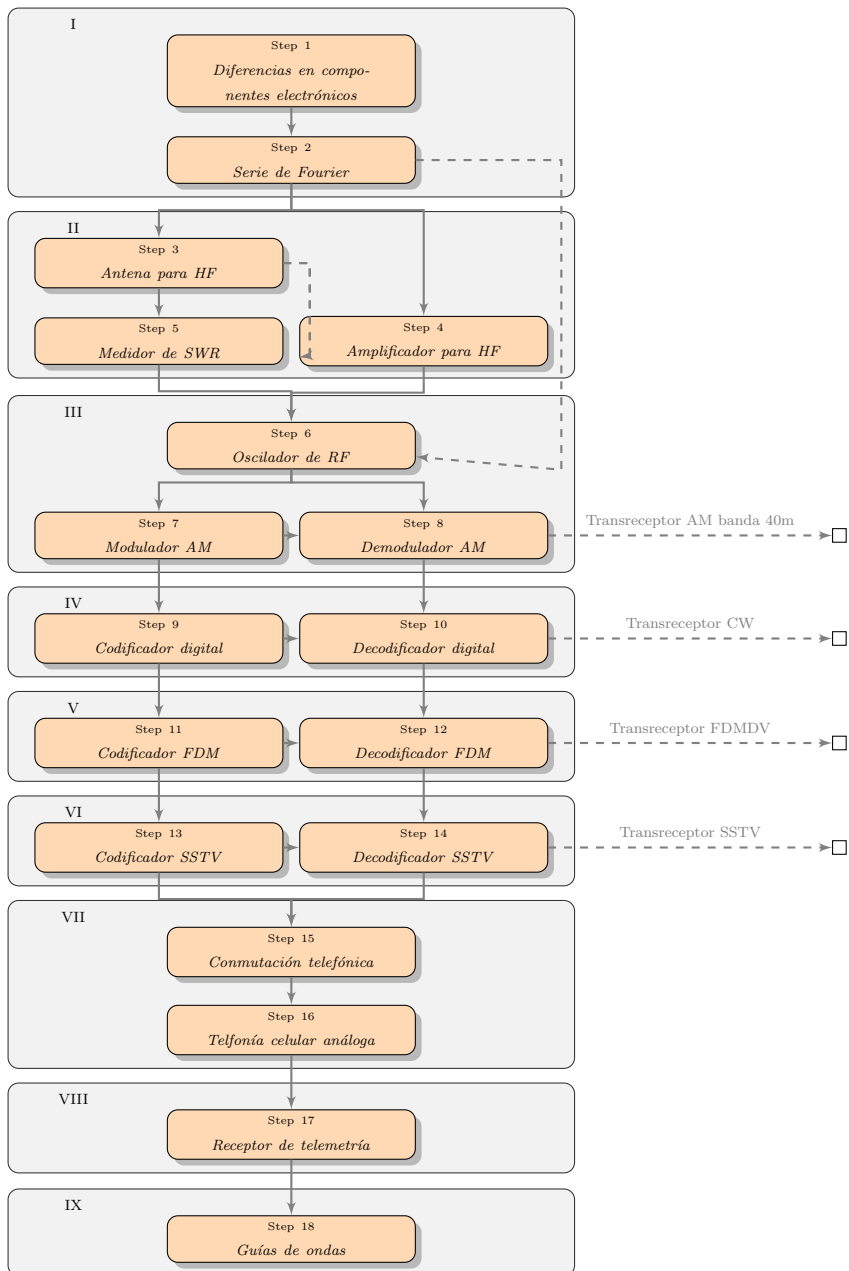 I
Step 1
Diferencias en compo-
nentes electrónicos
Step 2
Serie de Fourier
II
Step 3
Antena para HF
Step 5
Medidor de SWR
Step 4
Amplificador para HF
III
Step 6
Oscilador de RF
Step 7
Modulador AM
Step 8
Demodulador AM
Transreceptor AM banda 40m
IV
Step 9
Codificador digital
Step 10
Decodificador digital
Transreceptor CW
V
Step 11
Codificador FDM
Step 12
Decodificador FDM
Transreceptor FDMDV
VI
Step 13
Codificador SSTV
Step 14
Decodificador SSTV
Transreceptor SSTV
VII
Step 15
Conmutación telefónica
Step 16
Telfonía celular análoga
VIII
Step 17
Receptor de telemetría
IX
Step 18
Guías de ondas